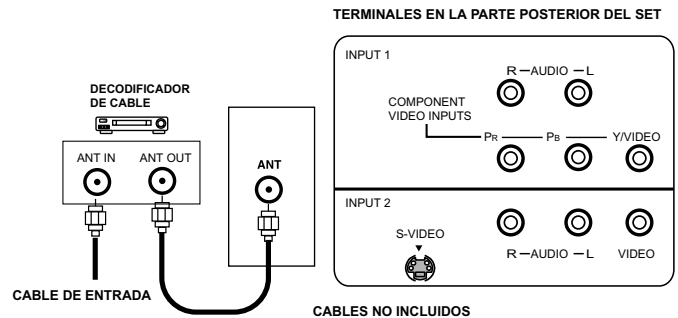 TERMINALES EN LA PARTE POSTERIOR DEL SET
INPUT 1
R – AUDIO – L
DECODIFICADOR
DE CABLE
COMPONENT
VIDEO INPUTS
PR PB Y/VIDEO
ANT IN ANT OUT
ANT
INPUT 2
S-VIDEO
R – AUDIO – L VIDEO
CABLE DE ENTRADA
CABLES NO INCLUIDOS